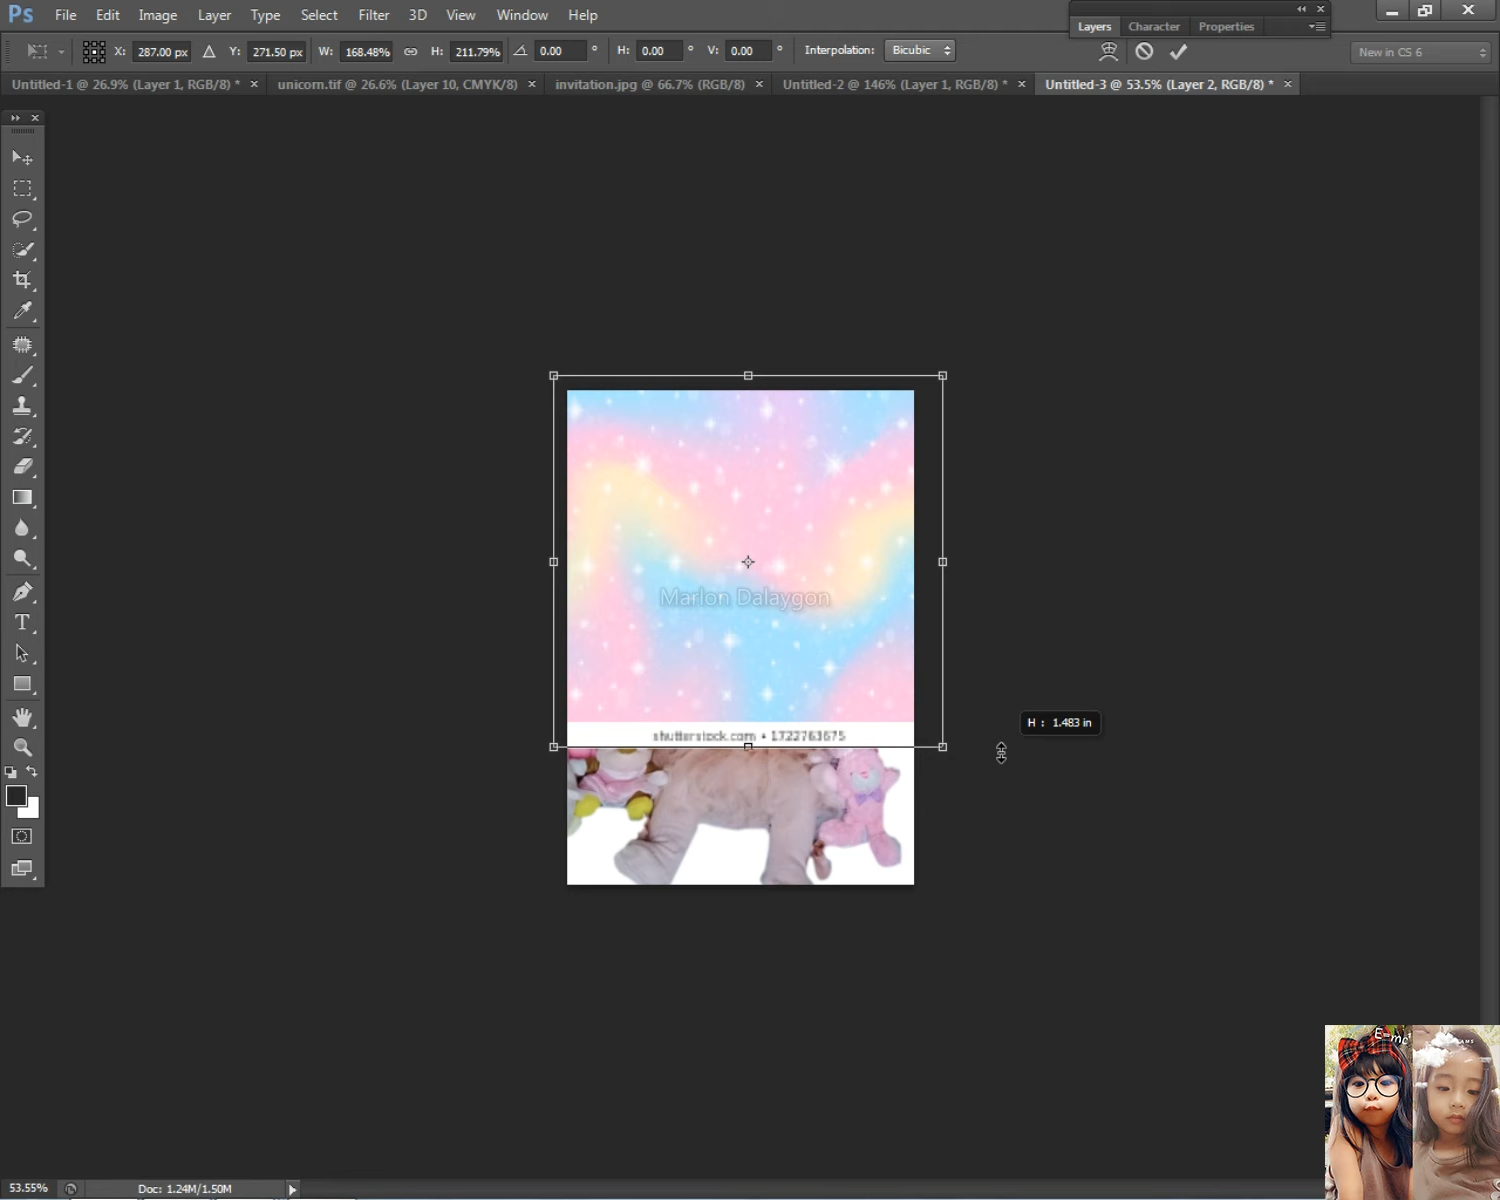 Ps File Edit Image Layer Type Select Filter 3D View Window Help
Layers Character Properties
X: 287.00 px Y: 271.50 px W: 168.48% H: 211.79% 0.00 ° H: 0.00 ° V: 0.00 ° Interpolation: Bicubic New in CS 6
Untitled-1 @ 26.9% (Layer 1, RGB/8) * × unicorn.tif @ 26.6% (Layer 10, CMYK/8) × invitation.jpg @ 66.7% (RGB/8) × Untitled-2 @ 146% (Layer 1, RGB/8) * × Untitled-3 @ 53.5% (Layer 2, RGB/8) * ×
Marlon Dalaygon
H : 1.483 in
shutterstock.com • 1722763675
T
E=mc²
53.55% Doc: 1.24M/1.50M